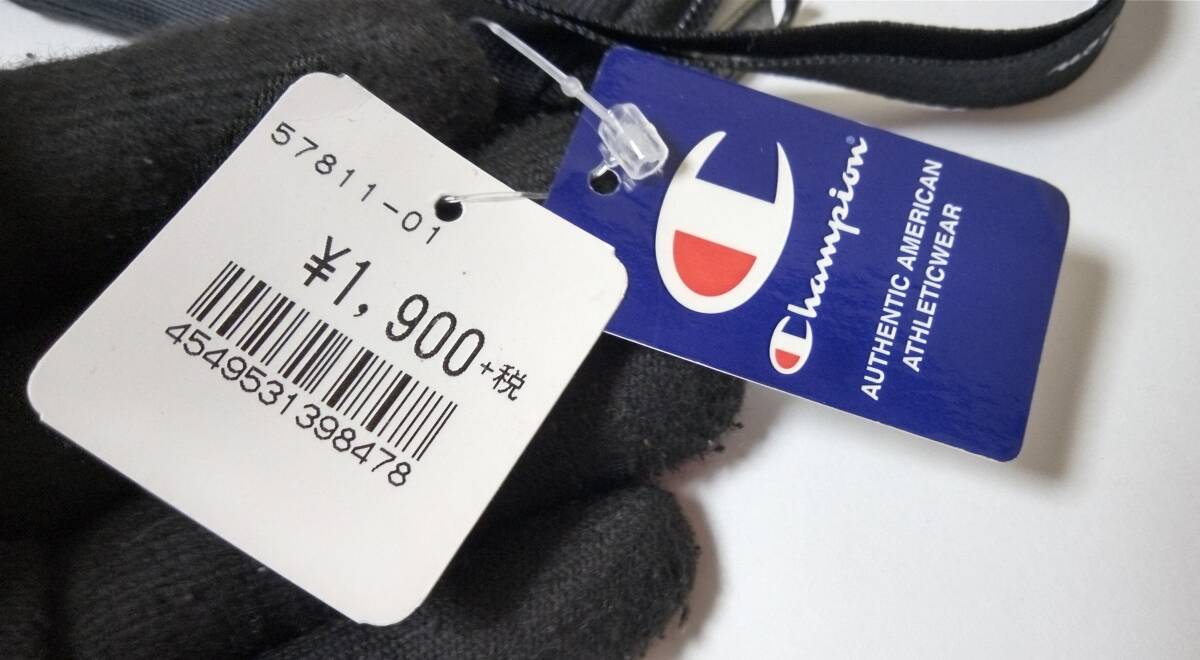 57811-01
¥1,900+税
4549531398478
Champion
AUTHENTIC AMERICAN
ATHLETICWEAR